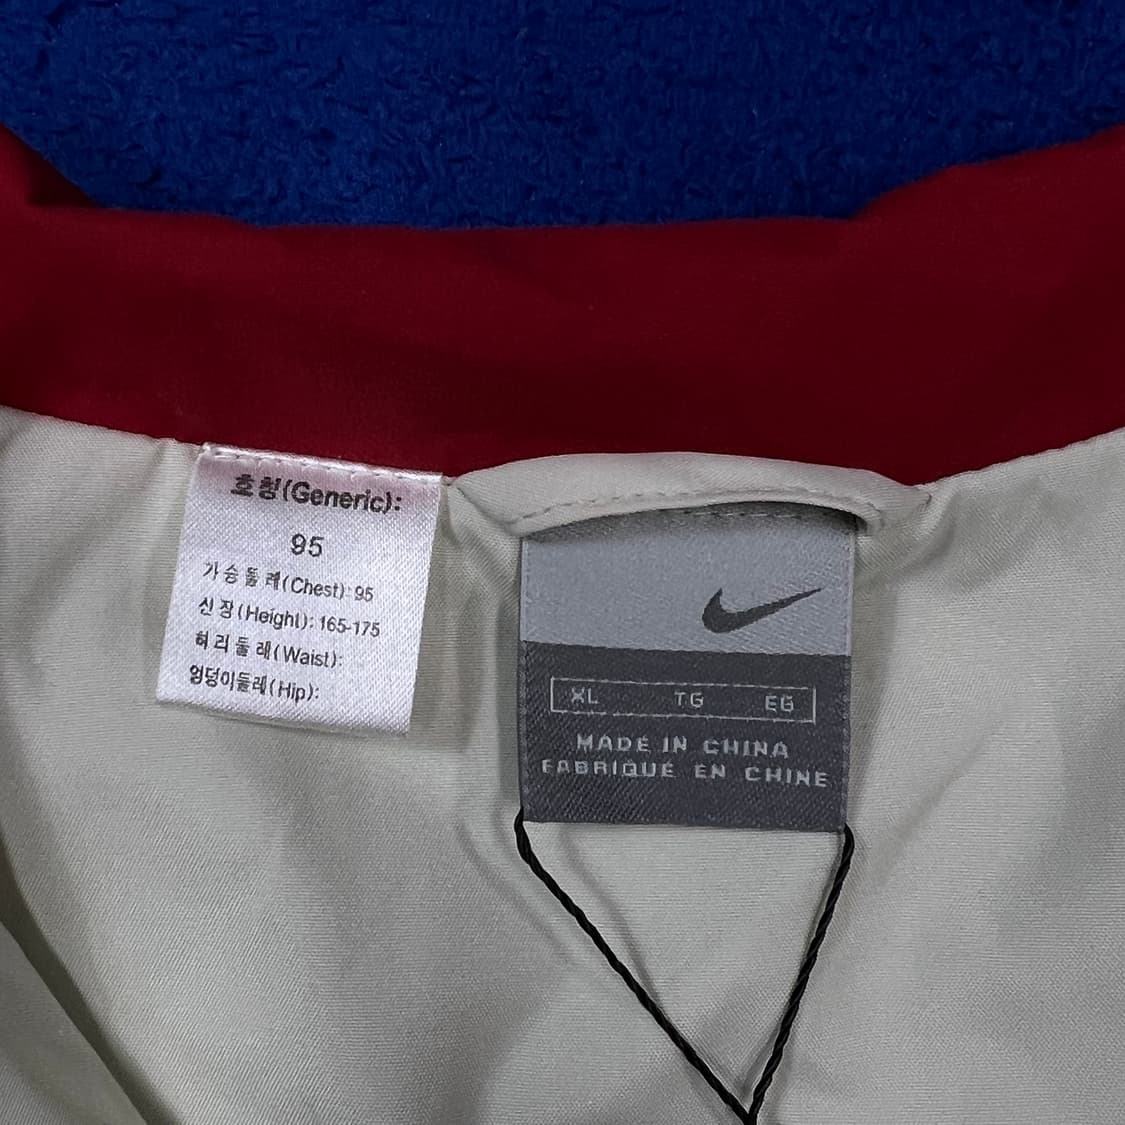 호칭(Generic):
95
가슴둘레(Chest): 95
신장(Height): 165-175
허리둘레(Waist):
엉덩이둘레(Hip):
XL TG EG
MADE IN CHINA
FABRIQUE EN CHINE